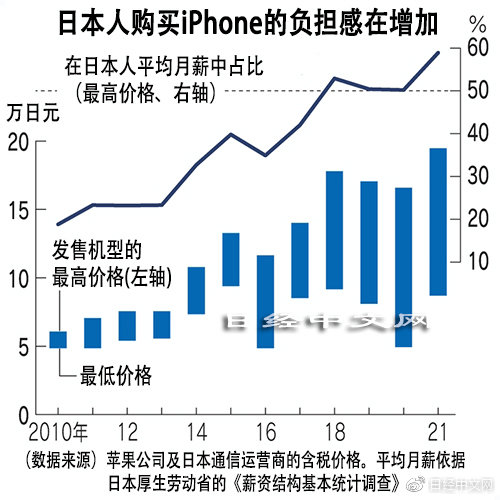 日本人购买iPhone的负担感在增加
%
在日本人平均月薪中占比
（最高价格、右轴）
万日元
60
50
40
30
20
10
20
15
10
5
0
发售机型的
最高价格(左轴)
日经中文网
最低价格
2010年 12 14 16 18 20 21
（数据来源）苹果公司及日本通信运营商的含税价格。平均月薪依据
日本厚生劳动省的《薪资结构基本统计调查》
@日经中文网